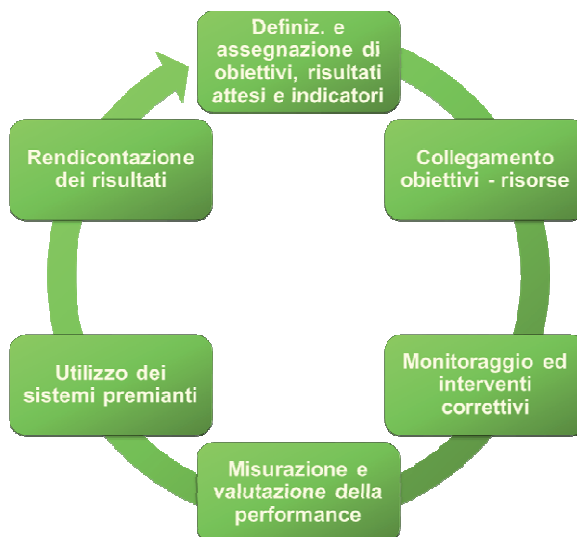 Definiz. e
assegnazione di
obiettivi, risultati
attesi e indicatori
Collegamento
obiettivi - risorse
Monitoraggio ed
interventi
correttivi
Misurazione e
valutazione della
performance
Utilizzo dei
sistemi premianti
Rendicontazione
dei risultati